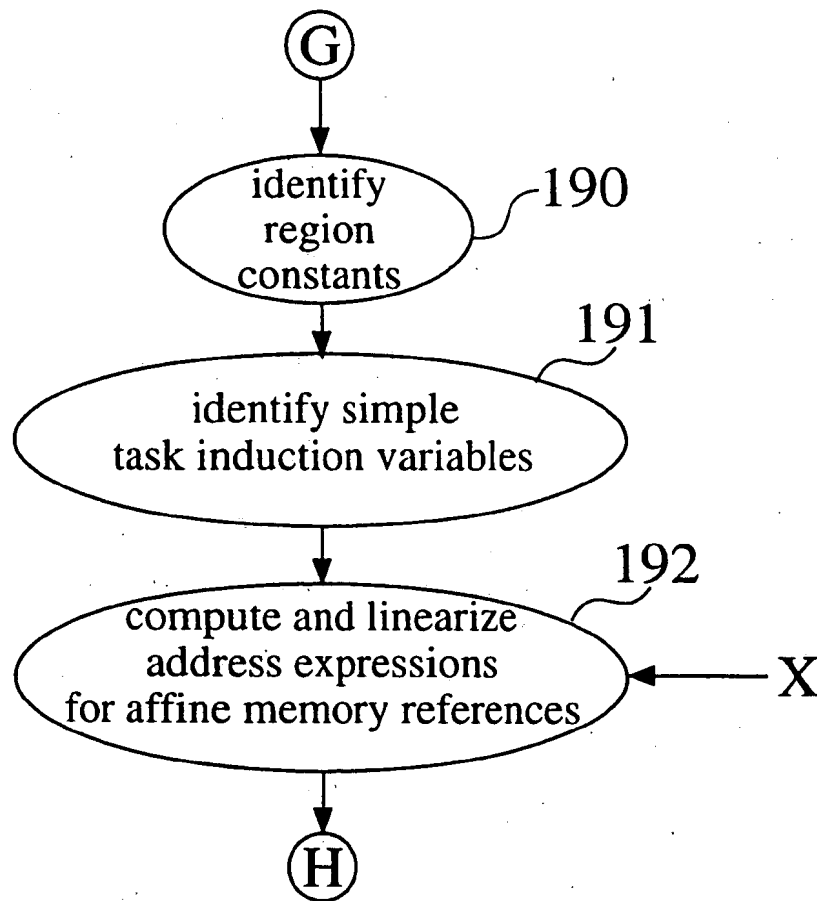 G
identify
region
constants
190
191
identify simple
task induction variables
192
compute and linearize
address expressions
for affine memory references
X
H